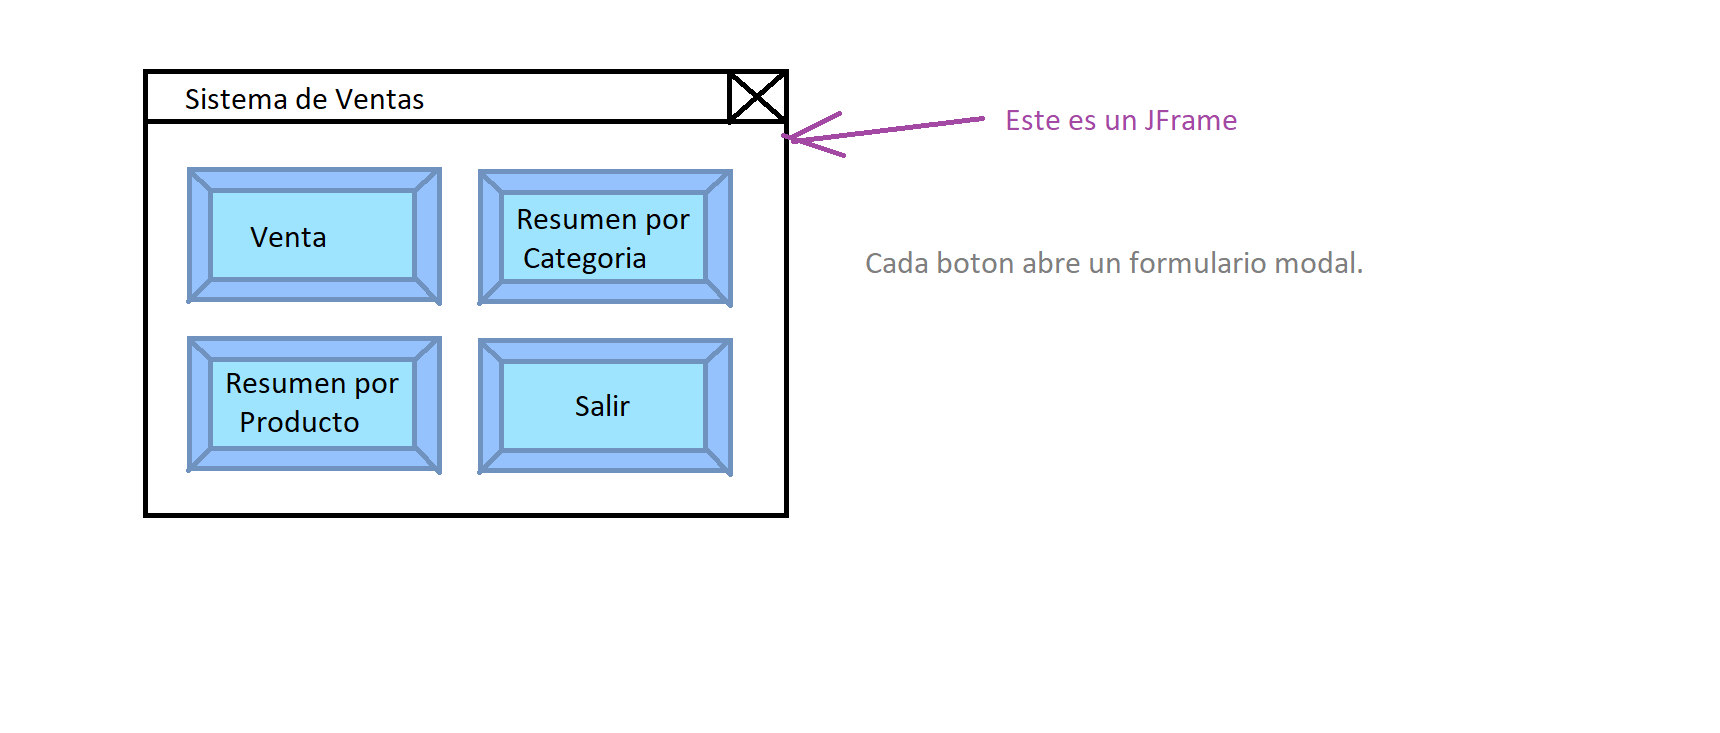 Sistema de Ventas
Este es un JFrame
Venta
Resumen por
Categoria
Cada boton abre un formulario modal.
Resumen por
Producto
Salir